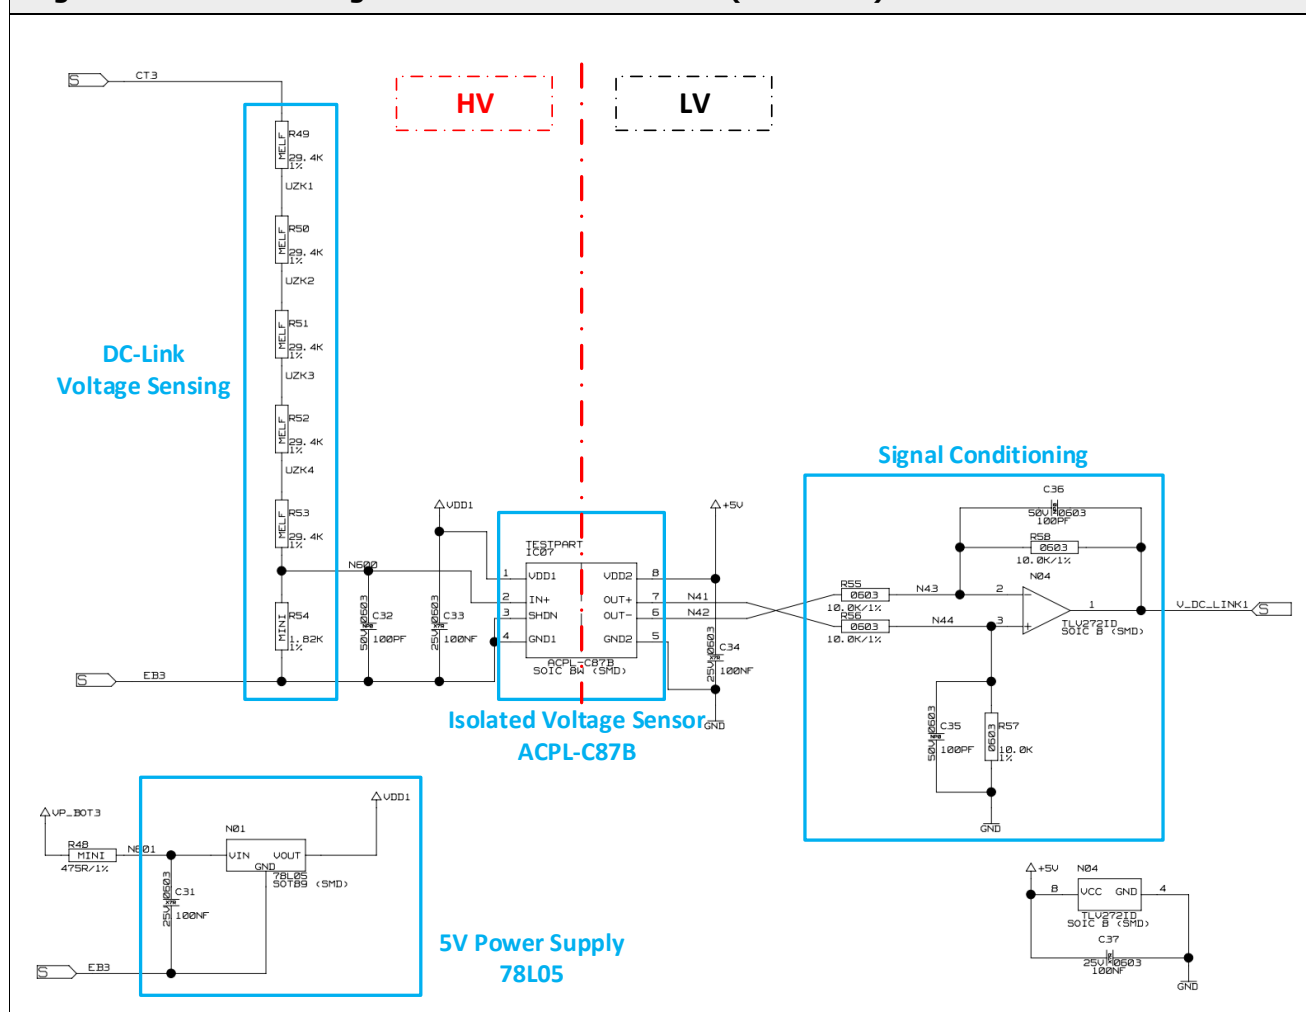 S
CT3
HV
LV
MELF
R49
29.4K
1%
UZK1
MELF
R50
29.4K
1%
UZK2
MELF
R51
29.4K
1%
UZK3
DC-Link
Voltage Sensing
MELF
R52
29.4K
1%
UZK4
MELF
R53
29.4K
1%
N600
MINI
R54
1.82K
1%
S
EB3
50V 0603
C32
100PF
VDD1
25V 0603
C33
100NF
TESTPART
IC07
1 VDD1 VDD2 8
2 IN+ OUT+ 7
3 SHDN OUT- 6
4 GND1 GND2 5
ACPL-C87B
SOIC 8W (SMD)
Isolated Voltage Sensor
ACPL-C87B
+5V
N41
N42
25V 0603
C34
100NF
GND
Signal Conditioning
C36
50V 0603
100PF
R58
0603
10.0K/1%
R55
0603
10.0K/1%
N43
R56
0603
10.0K/1%
N44
N04
2
3
1
TLV272ID
SOIC 8 (SMD)
V_DC_LINK1
S
50V 0603
C35
100PF
0603
R57
10.0K
1%
GND
VP_BOT3
R48
MINI
475R/1%
N601
N01
VIN VOUT
GND
78L05
SOT89 (SMD)
VDD1
25V 0603
C31
100NF
S
EB3
5V Power Supply
78L05
+5V
N04
8 VCC GND 4
TLV272ID
SOIC 8 (SMD)
C37
25V 0603
100NF
GND